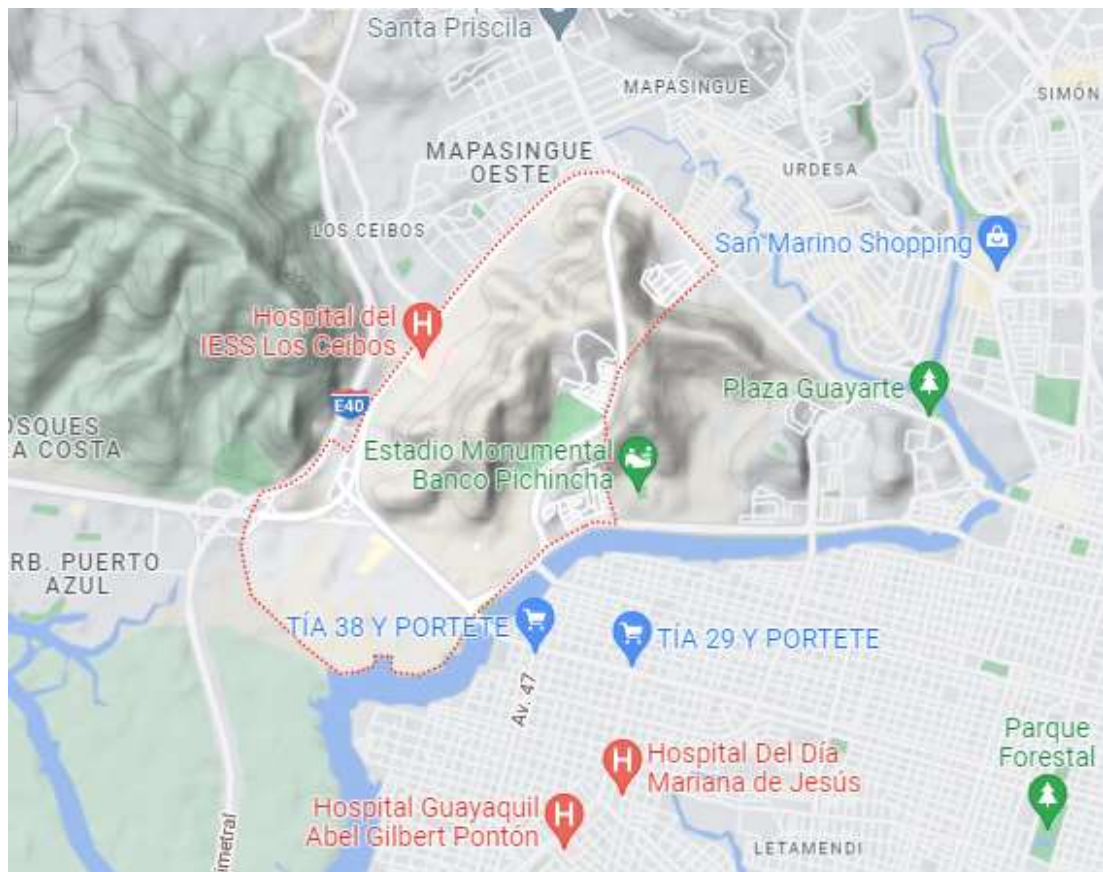 Santa Priscila
MAPASINGUE
SIMÓN
MAPASINGUE
OESTE
URDESA
LOS CEIBOS
San Marino Shopping
Hospital del
IESS Los Ceibos
E40
Plaza Guayarte
OSQUES
A COSTA
Estadio Monumental
Banco Pichincha
RB. PUERTO
AZUL
TÍA 38 Y PORTETE
TÍA 29 Y PORTETE
Av. 47
Parque
Forestal
Hospital Del Día
Mariana de Jesús
Hospital Guayaquil
Abel Gilbert Pontón
imetral
LETAMENDI